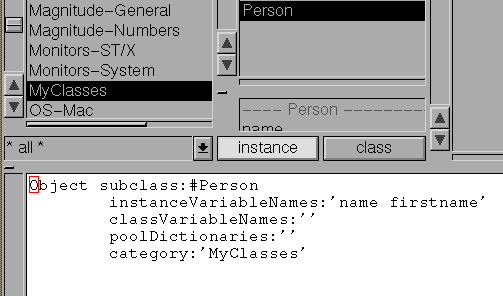 Magnitude-General
Magnitude-Numbers
Monitors-ST/X
Monitors-System
MyClasses
OS-Mac
Person
---- Person ----
name
* all *
instance
class
Object subclass:#Person
instanceVariableNames:'name firstname'
classVariableNames:''
poolDictionaries:''
category:'MyClasses'